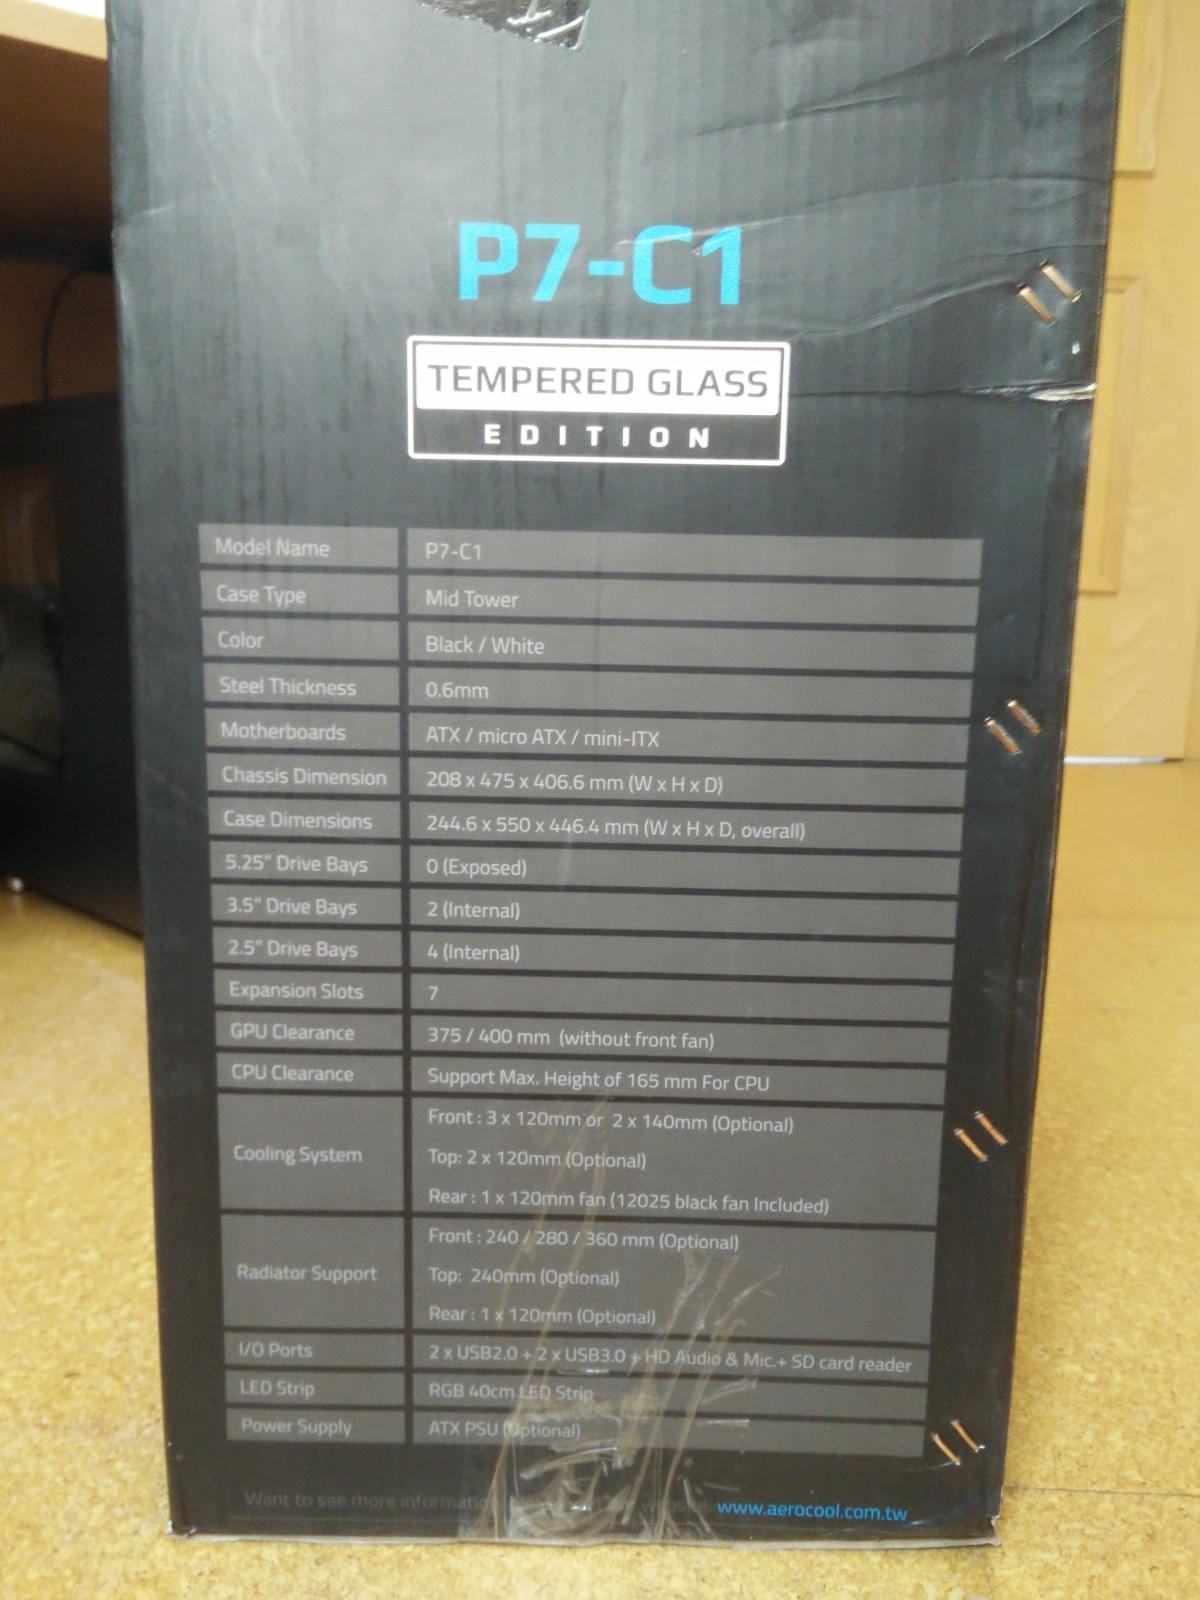 P7-C1
TEMPERED GLASS
EDITION
Model Name P7-C1
Case Type Mid Tower
Color Black / White
Steel Thickness 0.6mm
Motherboards ATX / micro ATX / mini-ITX
Chassis Dimension 208 x 475 x 406.6 mm (W x H x D)
Case Dimensions 244.6 x 550 x 446.4 mm (W x H x D, overall)
5.25” Drive Bays 0 (Exposed)
3.5” Drive Bays 2 (Internal)
2.5” Drive Bays 4 (Internal)
Expansion Slots 7
GPU Clearance 375 / 400 mm (without front fan)
CPU Clearance Support Max. Height of 165 mm For CPU
Cooling System
Front : 3 x 120mm or 2 x 140mm (Optional)
Top: 2 x 120mm (Optional)
Rear : 1 x 120mm fan (12025 black fan Included)
Radiator Support
Front : 240 / 280 / 360 mm (Optional)
Top: 240mm (Optional)
Rear : 1 x 120mm (Optional)
I/O Ports 2 x USB2.0 + 2 x USB3.0 + HD Audio & Mic.+ SD card reader
LED Strip RGB 40cm LED Strip
Power Supply ATX PSU (Optional)
Want to see more information website www.aerocool.com.tw